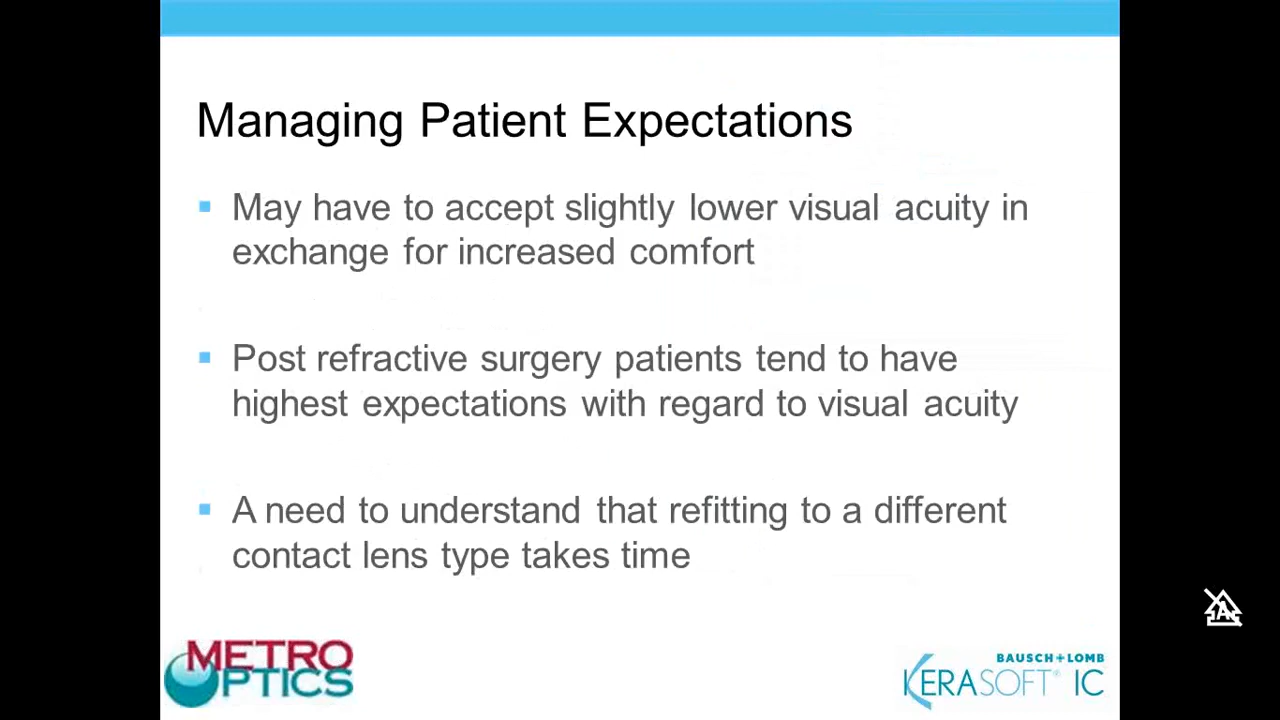 Managing Patient Expectations
May have to accept slightly lower visual acuity in
exchange for increased comfort
Post refractive surgery patients tend to have
highest expectations with regard to visual acuity
A need to understand that refitting to a different
contact lens type takes time
METRO
OPTICS
BAUSCH+LOMB
KERASOFT® IC
A